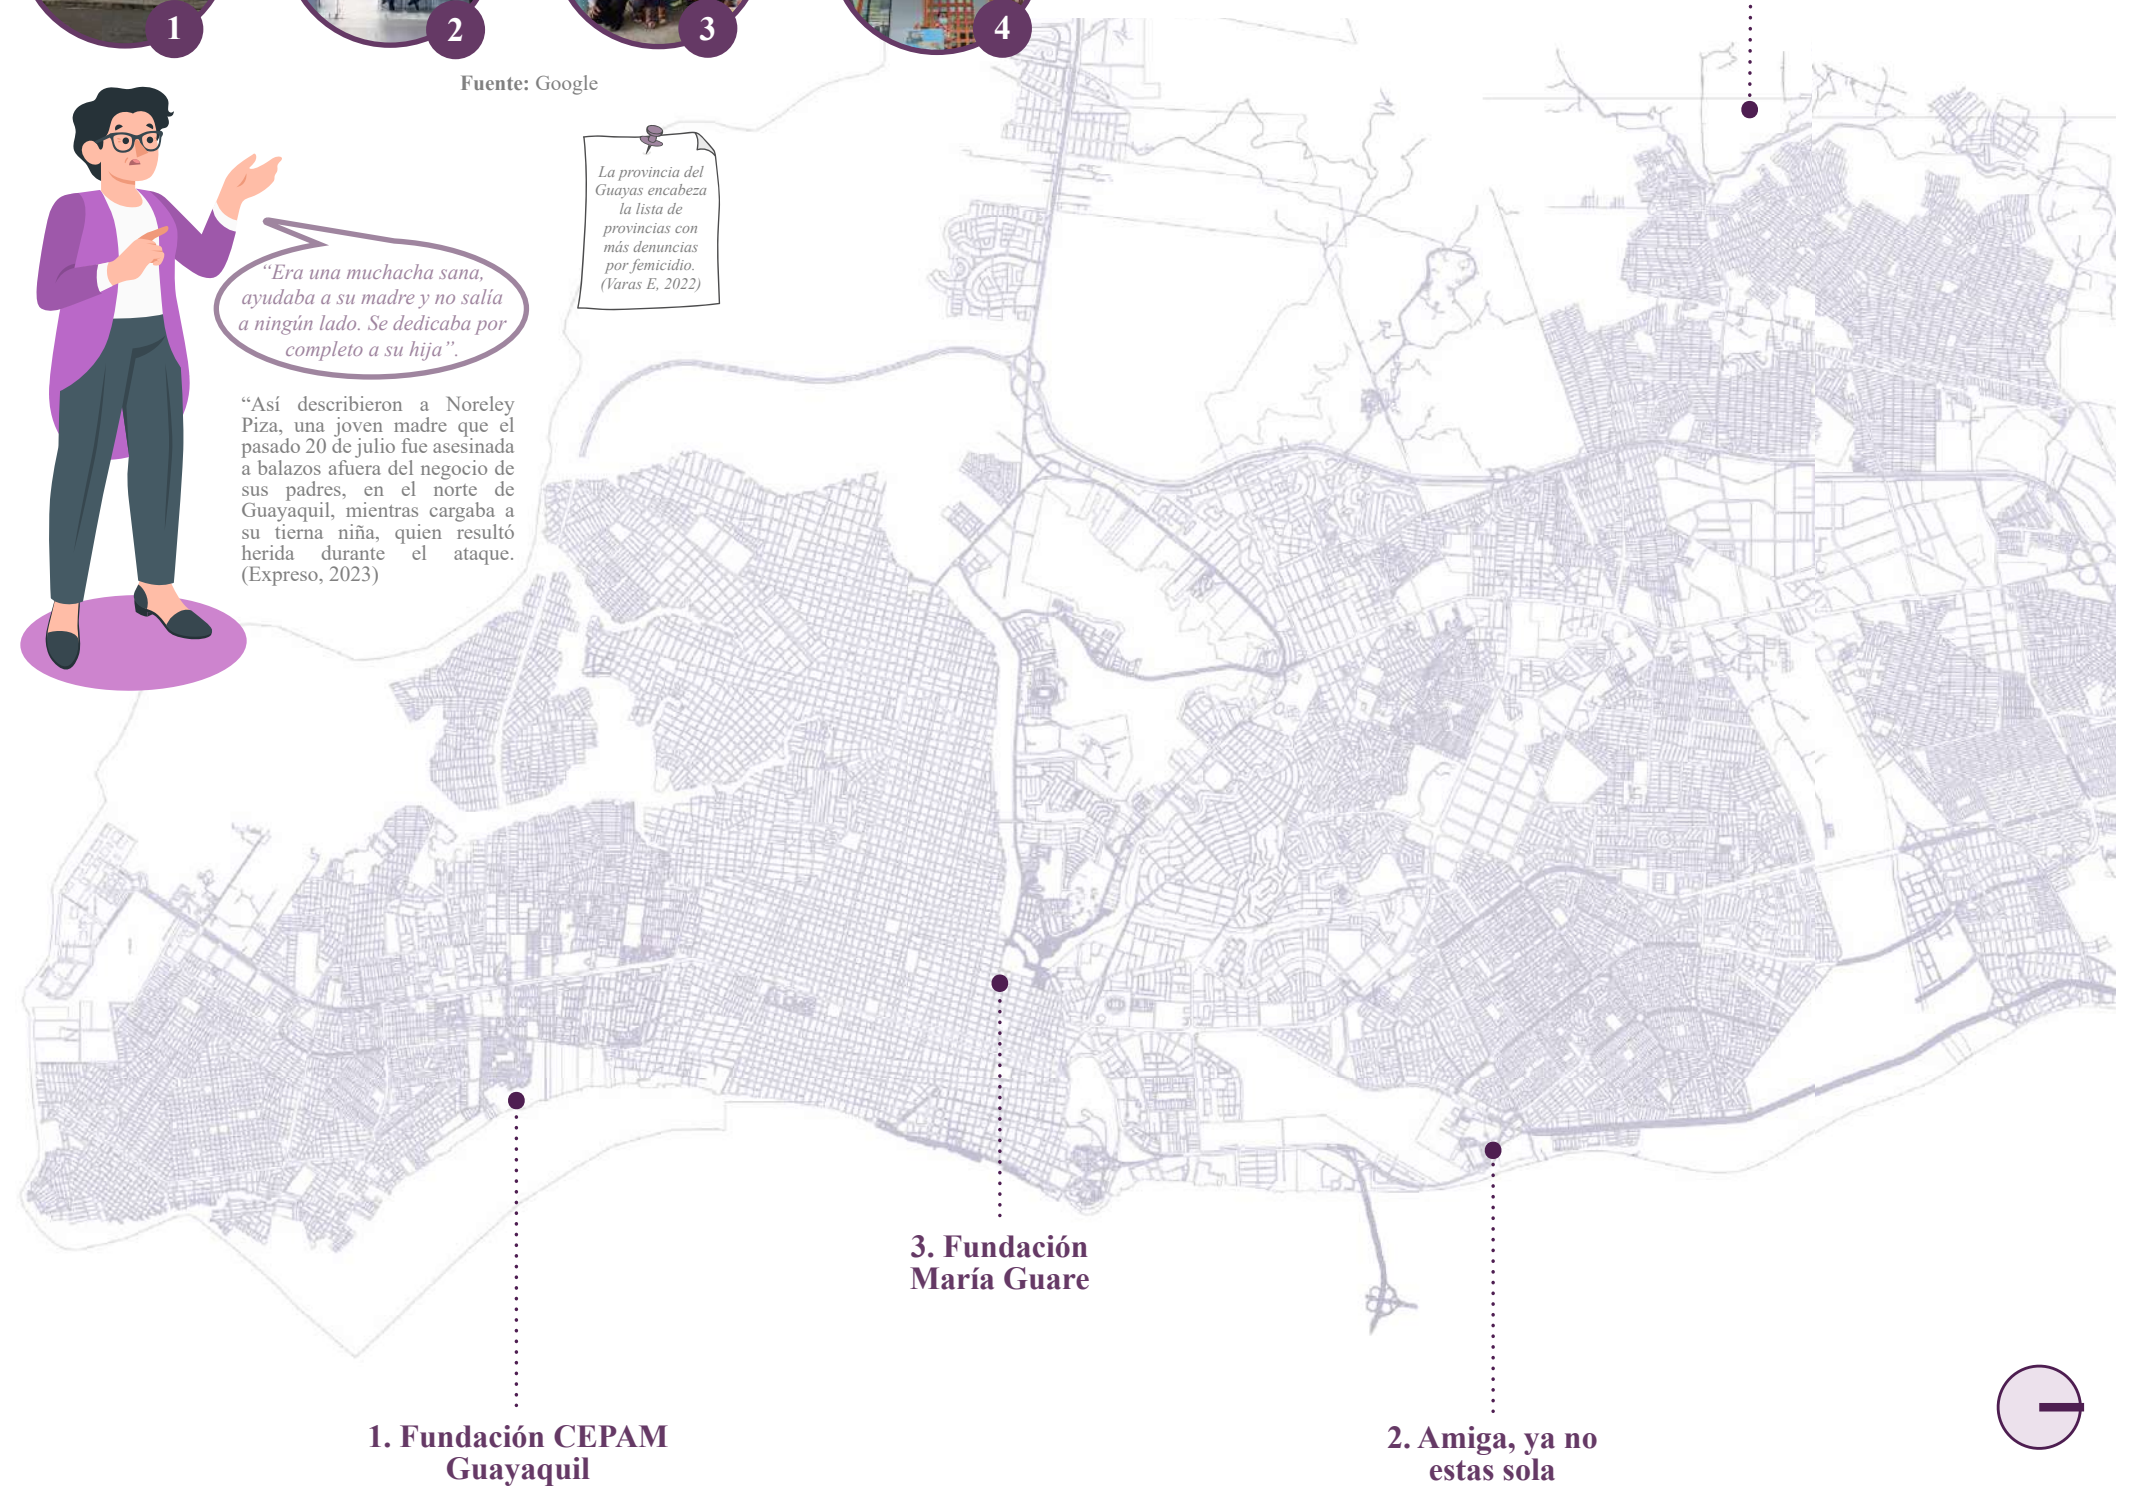 1
2
3
4
Fuente: Google
La provincia del
Guayas encabeza
la lista de
provincias con
más denuncias
por femicidio.
(Varas E, 2022)
“Era una muchacha sana,
ayudaba a su madre y no salía
a ningún lado. Se dedicaba por
completo a su hija”.
“Así describieron a Noreley
Piza, una joven madre que el
pasado 20 de julio fue asesinada
a balazos afuera del negocio de
sus padres, en el norte de
Guayaquil, mientras cargaba a
su tierna niña, quien resultó
herida durante el ataque.
(Expreso, 2023)
3. Fundación
María Guare
1. Fundación CEPAM
Guayaquil
2. Amiga, ya no
estas sola